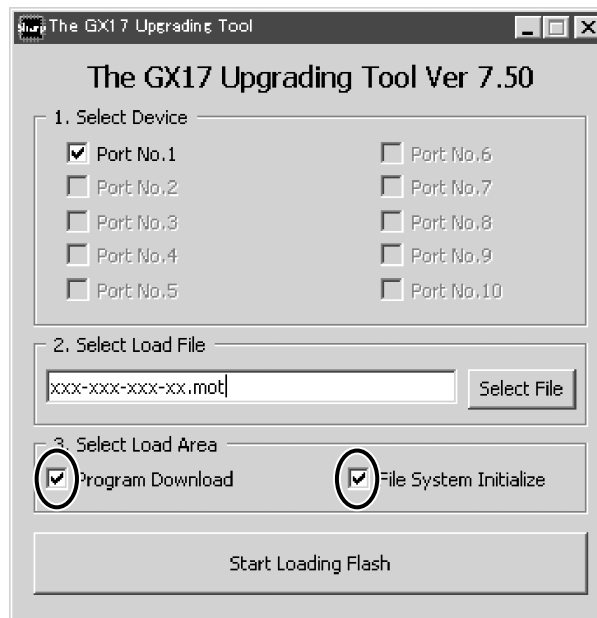 sharp The GX17 Upgrading Tool
The GX17 Upgrading Tool Ver 7.50
1. Select Device
Port No.1
Port No.6
Port No.2
Port No.7
Port No.3
Port No.8
Port No.4
Port No.9
Port No.5
Port No.10
2. Select Load File
xxx-xxx-xxx-xx.mot
Select File
3. Select Load Area
Program Download
File System Initialize
Start Loading Flash